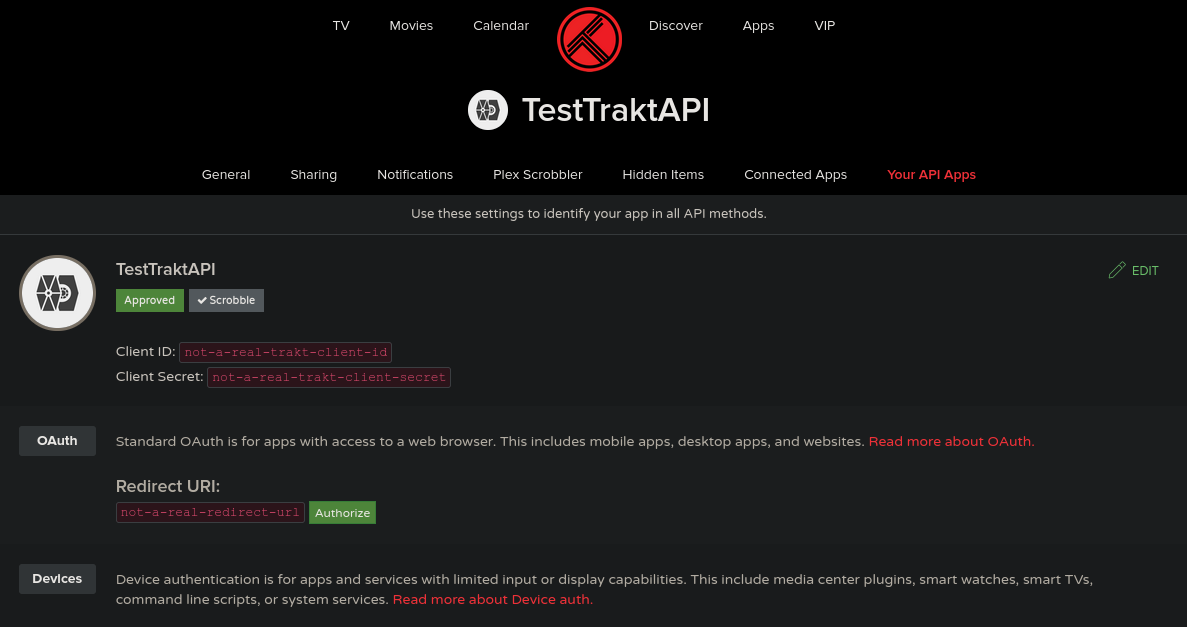 TV Movies Calendar Discover Apps VIP
TestTraktAPI
General Sharing Notifications Plex Scrobbler Hidden Items Connected Apps Your API Apps
Use these settings to identify your app in all API methods.
TestTraktAPI
EDIT
Approved Scrobble
Client ID: not-a-real-trakt-client-id
Client Secret: not-a-real-trakt-client-secret
OAuth
Standard OAuth is for apps with access to a web browser. This includes mobile apps, desktop apps, and websites. Read more about OAuth.
Redirect URI:
not-a-real-redirect-url Authorize
Devices
Device authentication is for apps and services with limited input or display capabilities. This include media center plugins, smart watches, smart TVs,
command line scripts, or system services. Read more about Device auth.